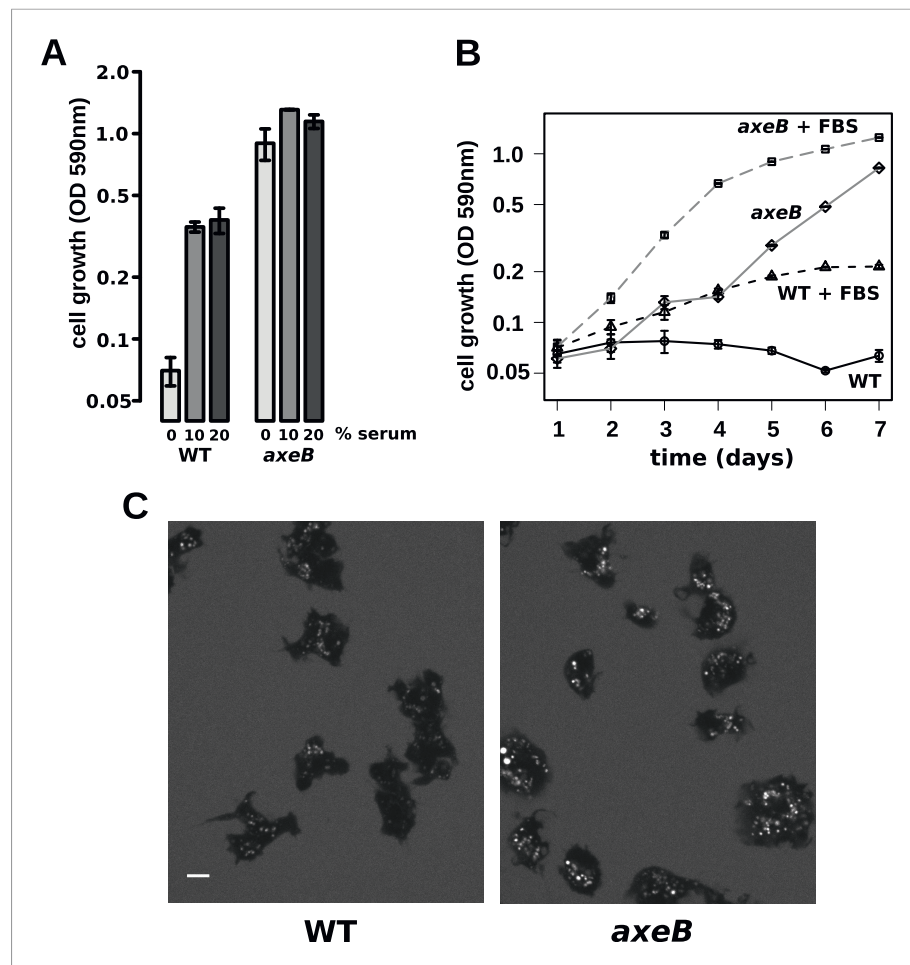 A
2.0
1.0
0.5
0.2
0.1
0.05
cell growth (OD 590nm)
0 10 20 0 10 20 % serum
WT axeB
B
1.0
0.5
0.2
0.1
0.05
cell growth (OD 590nm)
axeB + FBS
axeB
WT + FBS
WT
1 2 3 4 5 6 7
time (days)
C
WT axeB